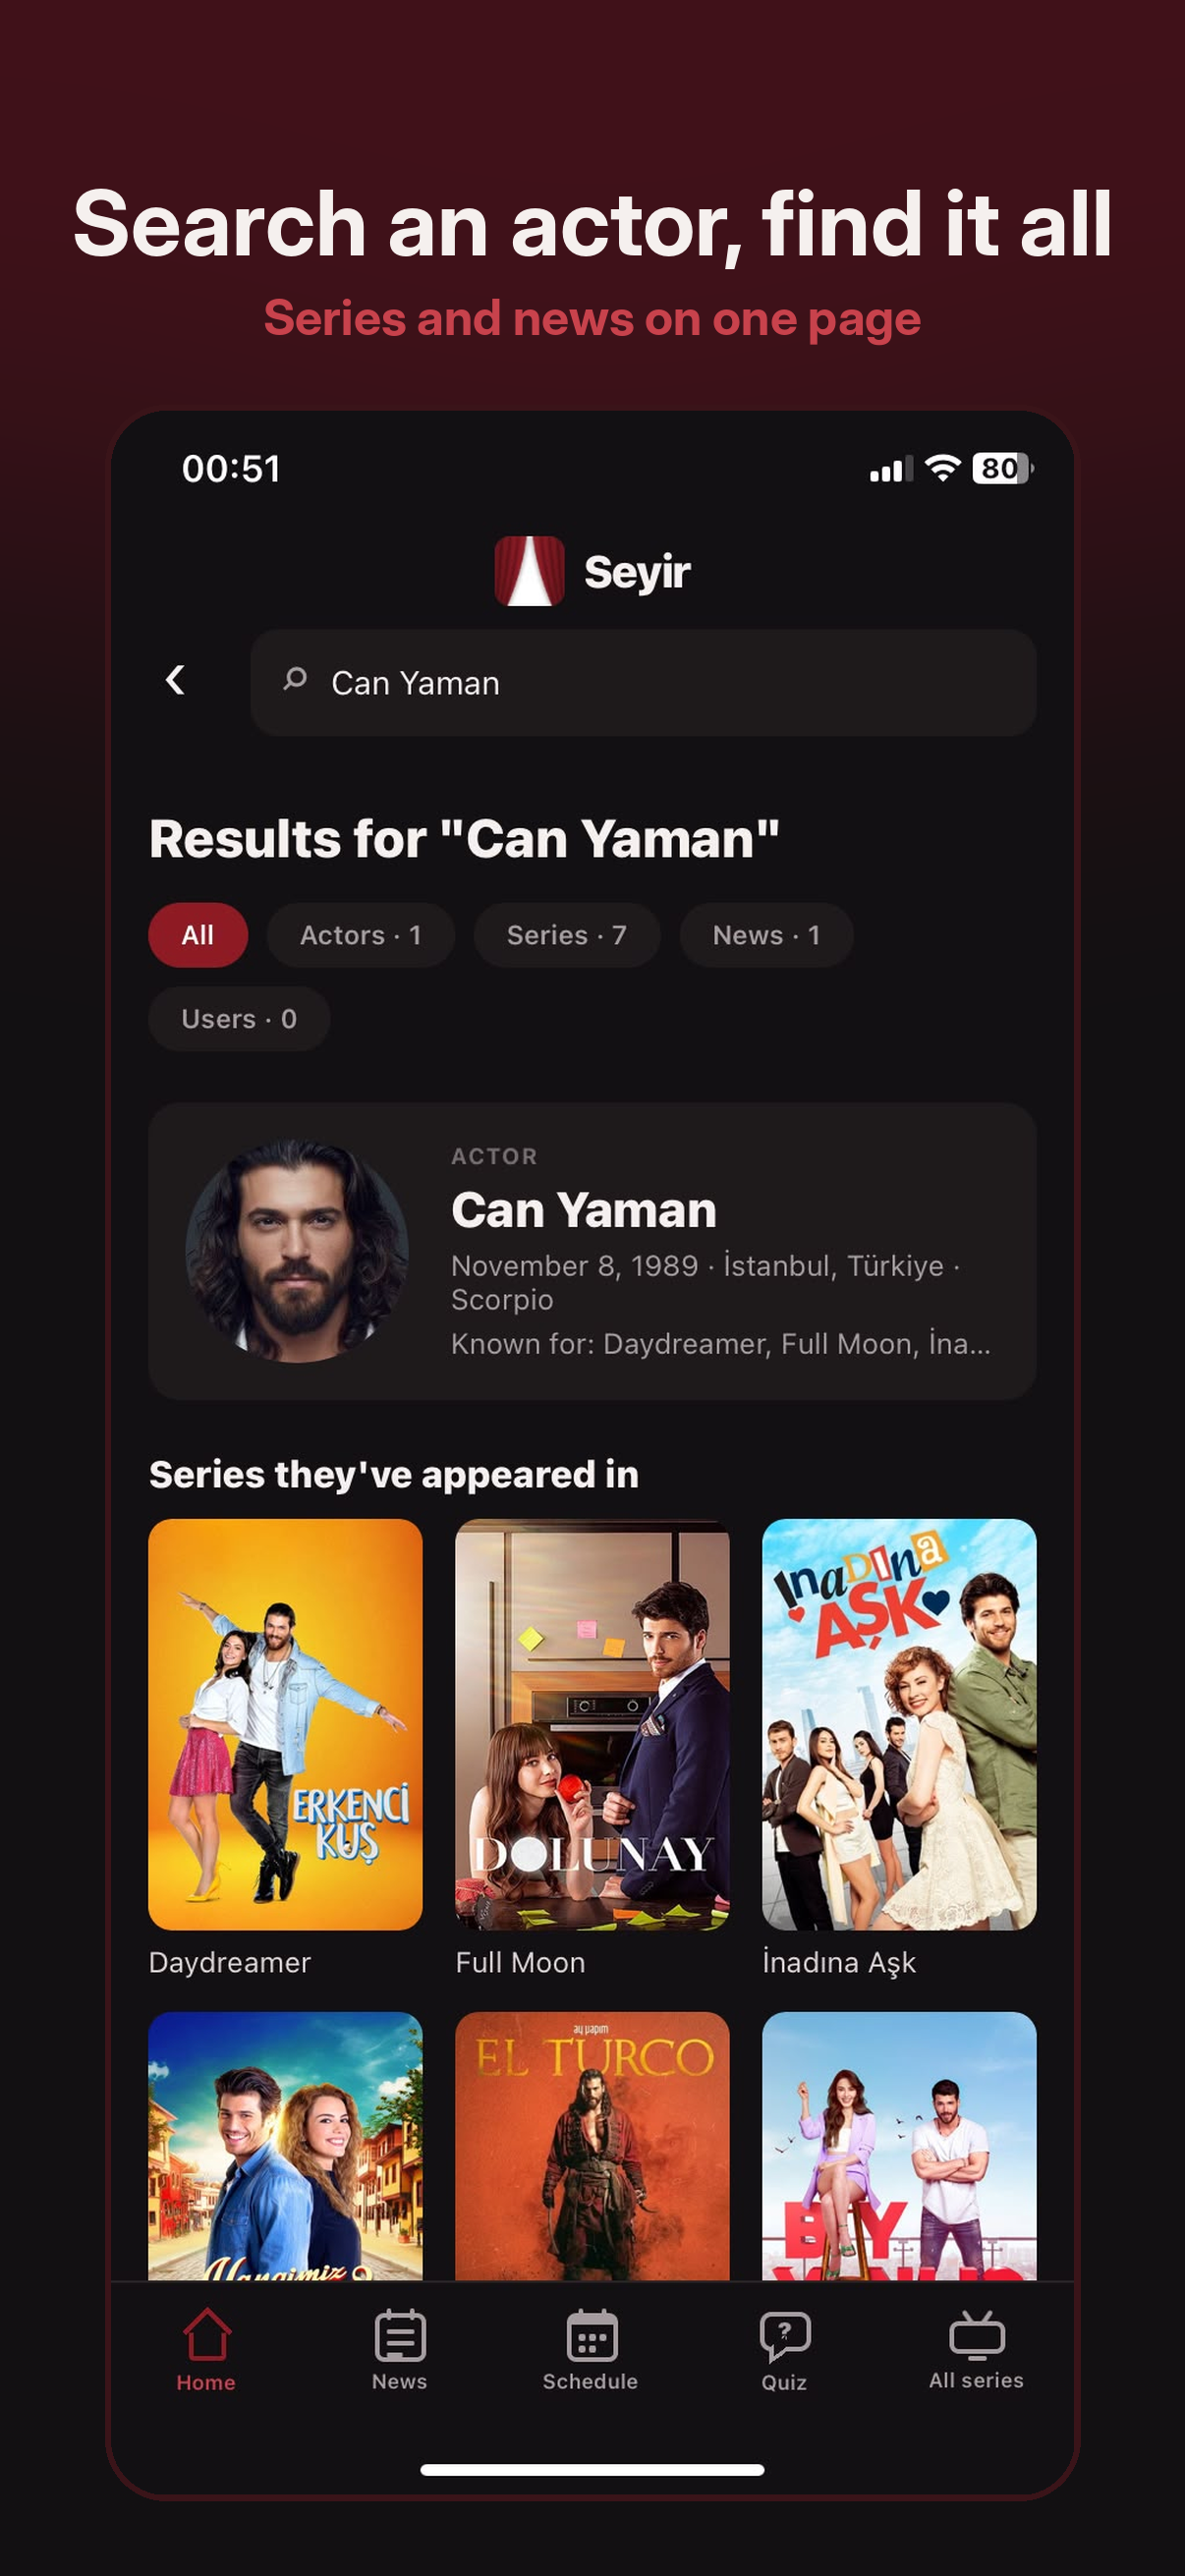 Search an actor, find it all
Series and news on one page
00:51
80
Seyir
Can Yaman
Results for "Can Yaman"
All
Actors · 1
Series · 7
News · 1
Users · 0
ACTOR
Can Yaman
November 8, 1989 · İstanbul, Türkiye ·
Scorpio
Known for: Daydreamer, Full Moon, İna...
Series they've appeared in
ERKENCİ
KUŞ
DOLUNAY
İnadına
AŞK
Daydreamer
Full Moon
İnadına Aşk
Hangimiz
ay yapım
EL TURCO
BAY
Home
News
Schedule
Quiz
All series